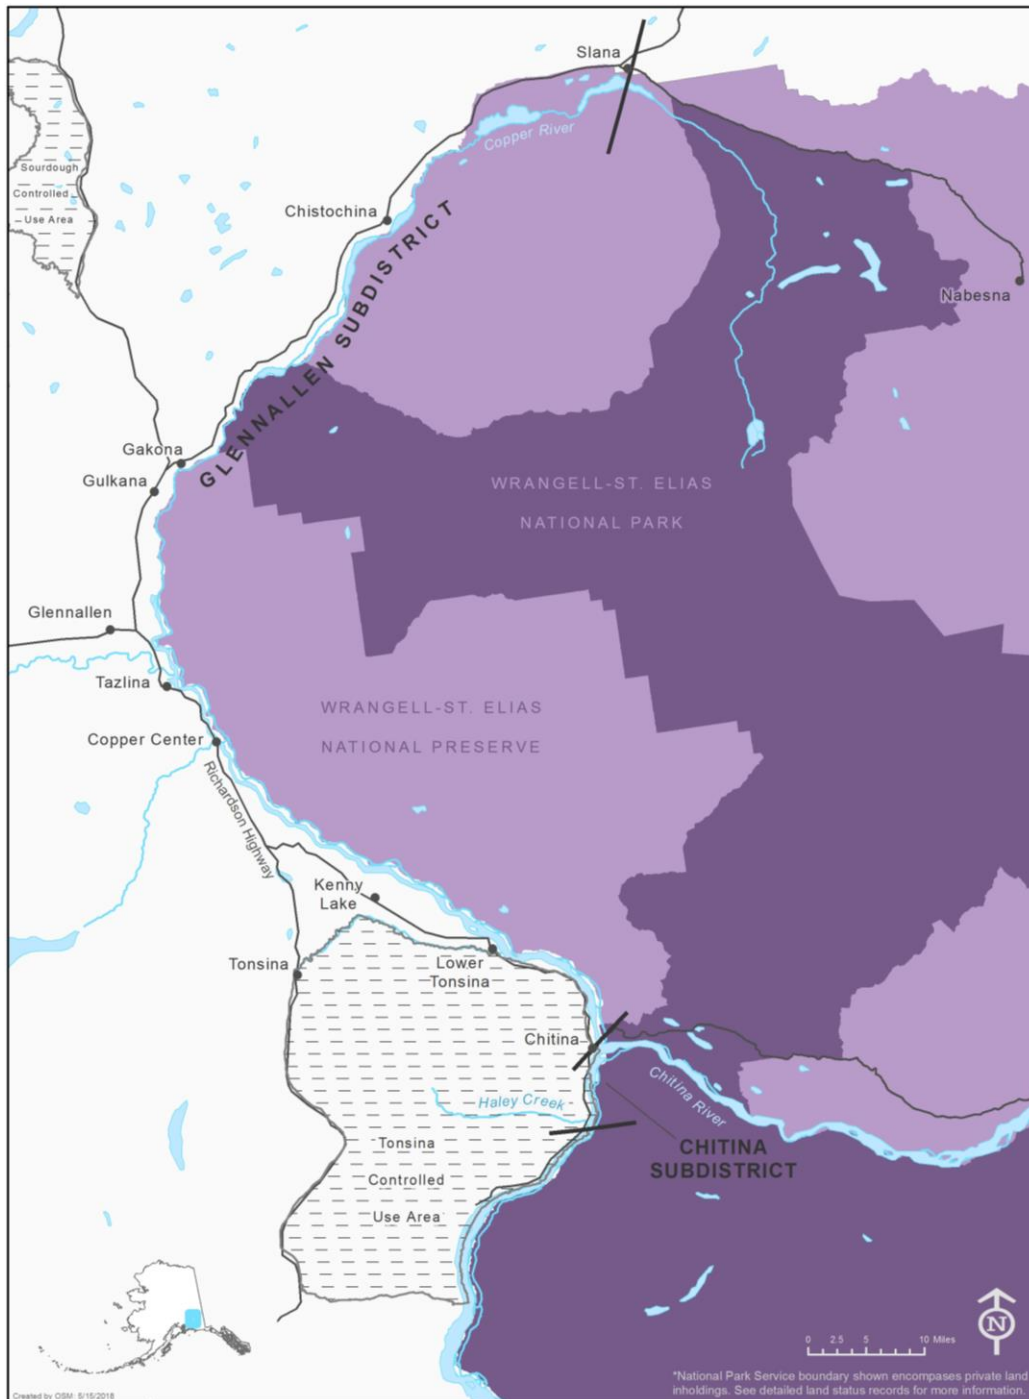 Slana
Copper River
Sourdough
Controlled
Use Area
Chistochina
GLENNALLEN SUBDISTRICT
Nabesna
Gakona
Gulkana
WRANGELL-ST. ELIAS
NATIONAL PARK
Glennallen
Tazlina
WRANGELL-ST. ELIAS
NATIONAL PRESERVE
Copper Center
Richardson Highway
Kenny
Lake
Tonsina
Lower
Tonsina
Chitina
Chitina River
Haley Creek
CHITINA
SUBDISTRICT
Tonsina
Controlled
Use Area
N
0 2.5 5 10 Miles
*National Park Service boundary shown encompasses private land
inholdings. See detailed land status records for more information.
Created by OSM: 5/15/2018